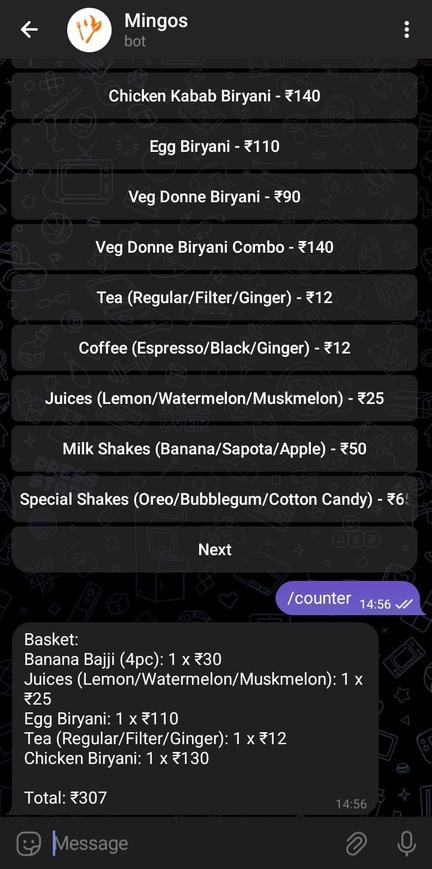 Mingos
bot
Chicken Kabab Biryani - ₹140
Egg Biryani - ₹110
Veg Donne Biryani - ₹90
Veg Donne Biryani Combo - ₹140
Tea (Regular/Filter/Ginger) - ₹12
Coffee (Espresso/Black/Ginger) - ₹12
Juices (Lemon/Watermelon/Muskmelon) - ₹25
Milk Shakes (Banana/Sapota/Apple) - ₹50
Special Shakes (Oreo/Bubblegum/Cotton Candy) -
Next
/counter 14:56
Basket:
Banana Bajji (4pc): 1 x ₹30
Juices (Lemon/Watermelon/Muskmelon): 1 x
₹25
Egg Biryani: 1 x ₹110
Tea (Regular/Filter/Ginger): 1 x ₹12
Chicken Biryani: 1 x ₹130
Total: ₹307
14:56
Message